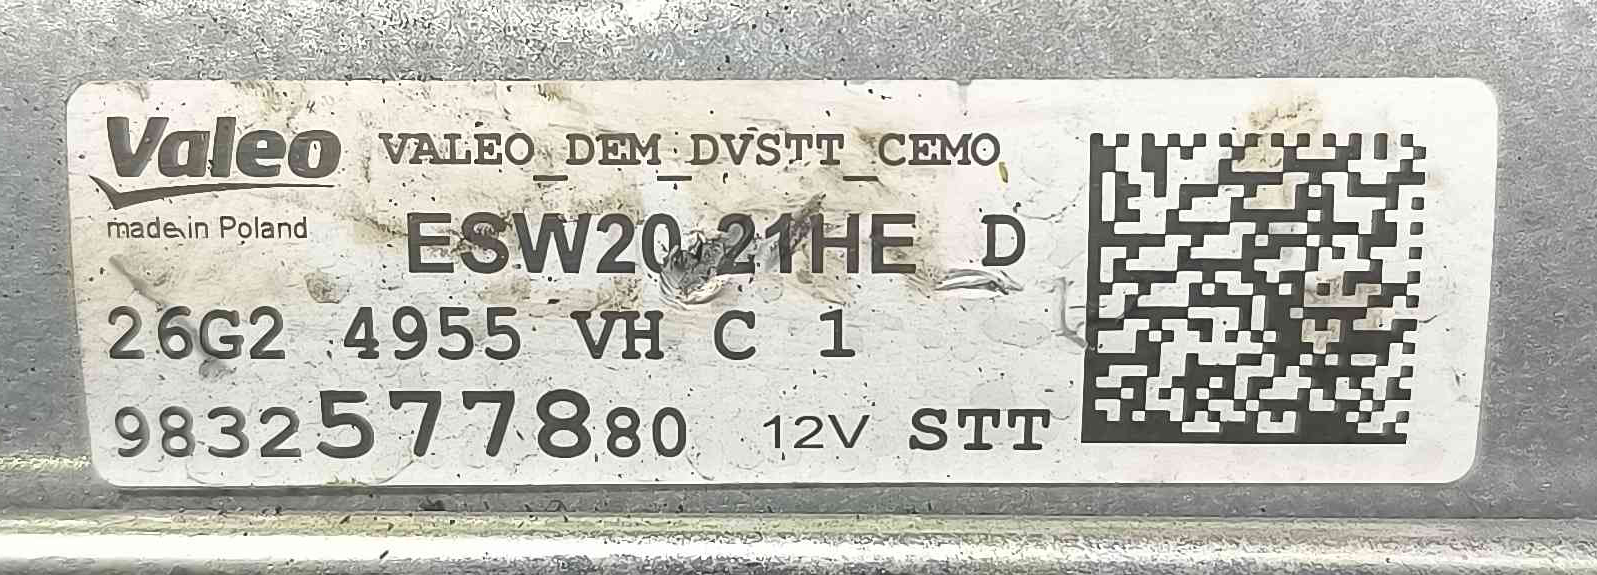 Valeo VALEO_DEM_DVSTT_CEMO
made in Poland ESW20 21HE D
26G2 4955 VH C 1
9832577880 12V STT